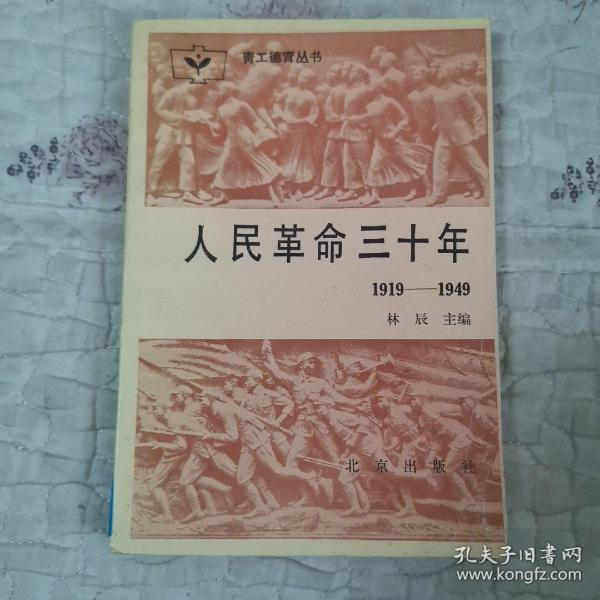 青工德育丛书
人民革命三十年
1919——1949
林辰 主编
北京出版社
孔夫子旧书网
www.kongfz.com